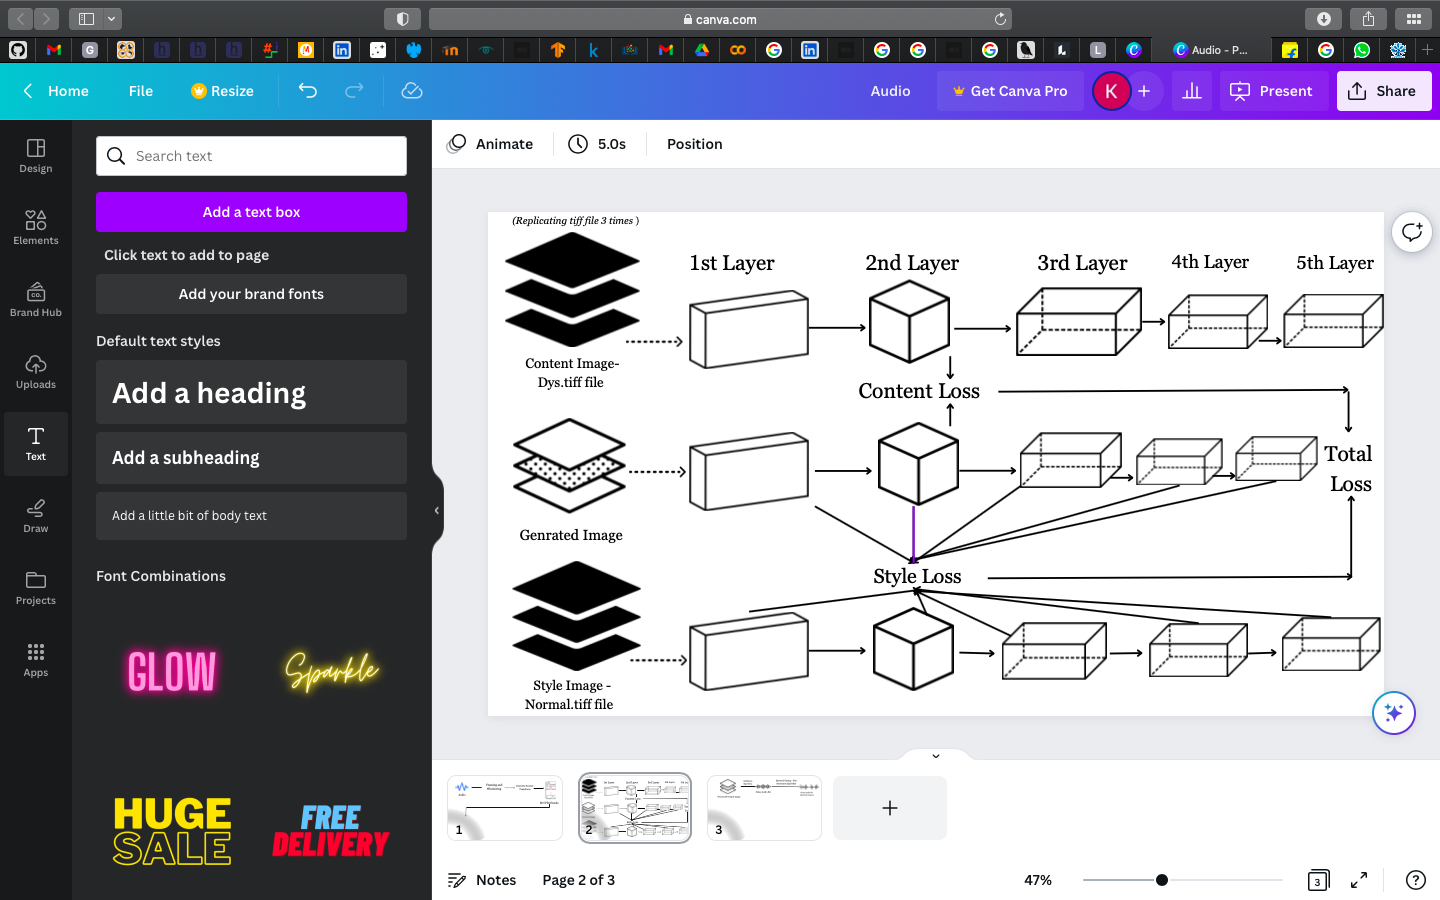 canva.com
Audio – P...
Home
File
Resize
Audio
Get Canva Pro
K
Present
Share
Design
Elements
Brand Hub
Uploads
Text
Draw
Projects
Apps
CO.
Search text
Add a text box
Click text to add to page
Add your brand fonts
Default text styles
Add a heading
Add a subheading
Add a little bit of body text
Font Combinations
GLOW
Sparkle
HUGE
SALE
FREE
DELIVERY
Animate
5.0s
Position
(Replicating tiff file 3 times )
1st Layer
2nd Layer
3rd Layer
4th Layer
5th Layer
Content Image-
Dys.tiff file
Content Loss
Total
Loss
Genrated Image
Style Loss
Style Image -
Normal.tiff file
1
2
3
Notes
Page 2 of 3
47%
3
?